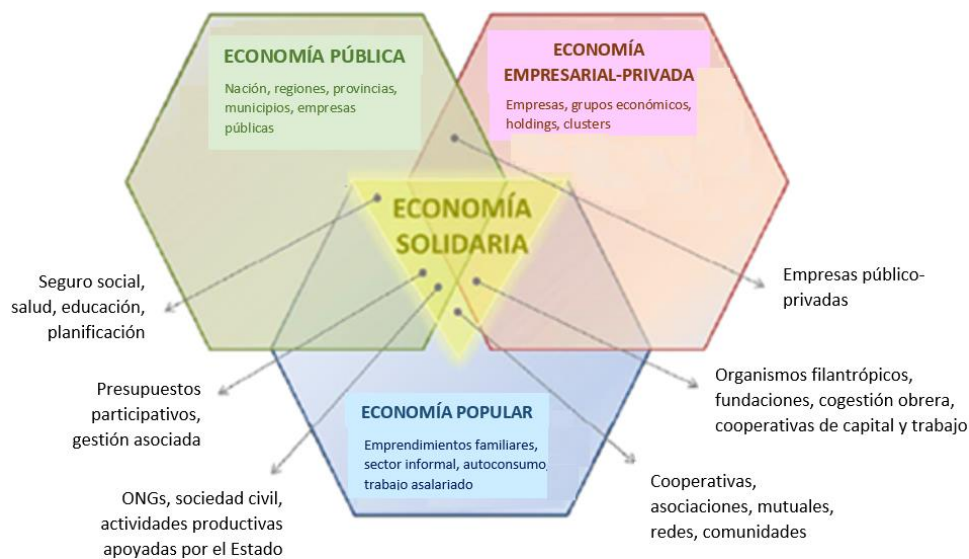 ECONOMÍA PÚBLICA
Nación, regiones, provincias,
municipios, empresas
públicas
ECONOMÍA
EMPRESARIAL-PRIVADA
Empresas, grupos económicos,
holdings, clusters
ECONOMÍA
SOLIDARIA
Seguro social,
salud, educación,
planificación
Empresas público-
privadas
Presupuestos
participativos,
gestión asociada
Organismos filantrópicos,
fundaciones, cogestión obrera,
cooperativas de capital y trabajo
ECONOMÍA POPULAR
Emprendimientos familiares,
sector informal, autoconsumo,
trabajo asalariado
ONGs, sociedad civil,
actividades productivas
apoyadas por el Estado
Cooperativas,
asociaciones, mutuales,
redes, comunidades